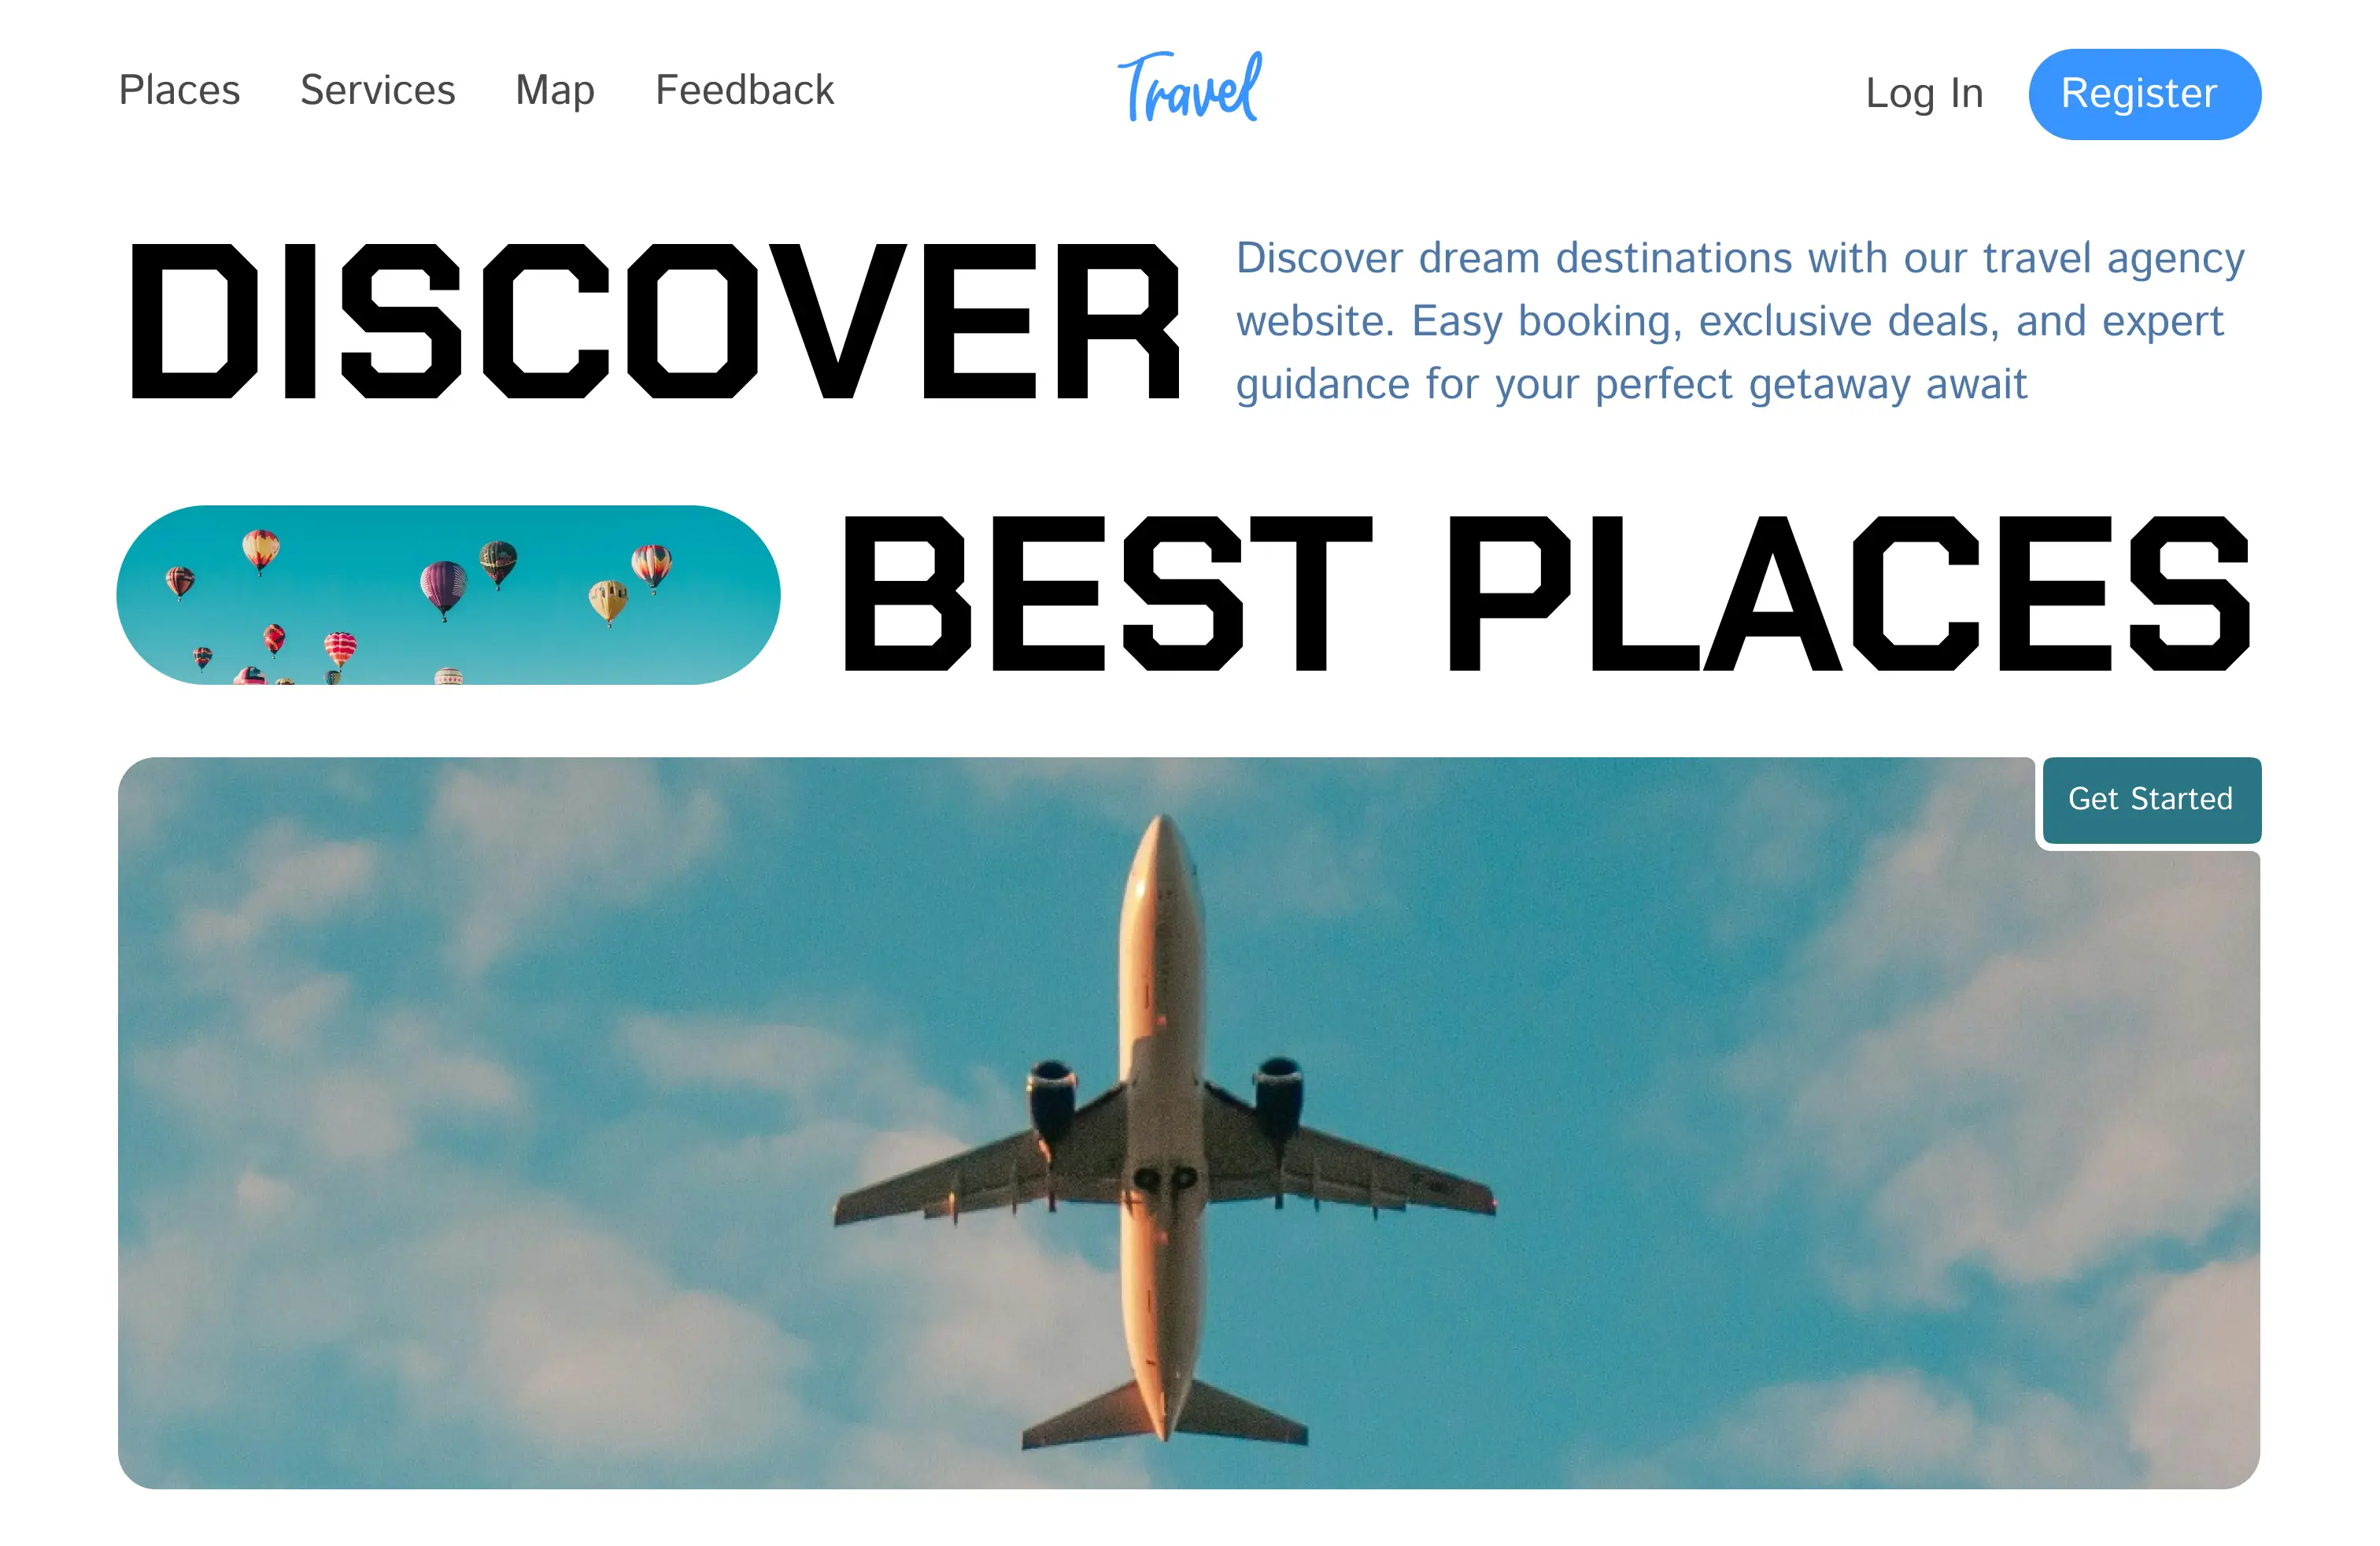 Places Services Map Feedback Travel Log In Register
DISCOVER
Discover dream destinations with our travel agency
website. Easy booking, exclusive deals, and expert
guidance for your perfect getaway await
BEST PLACES
Get Started